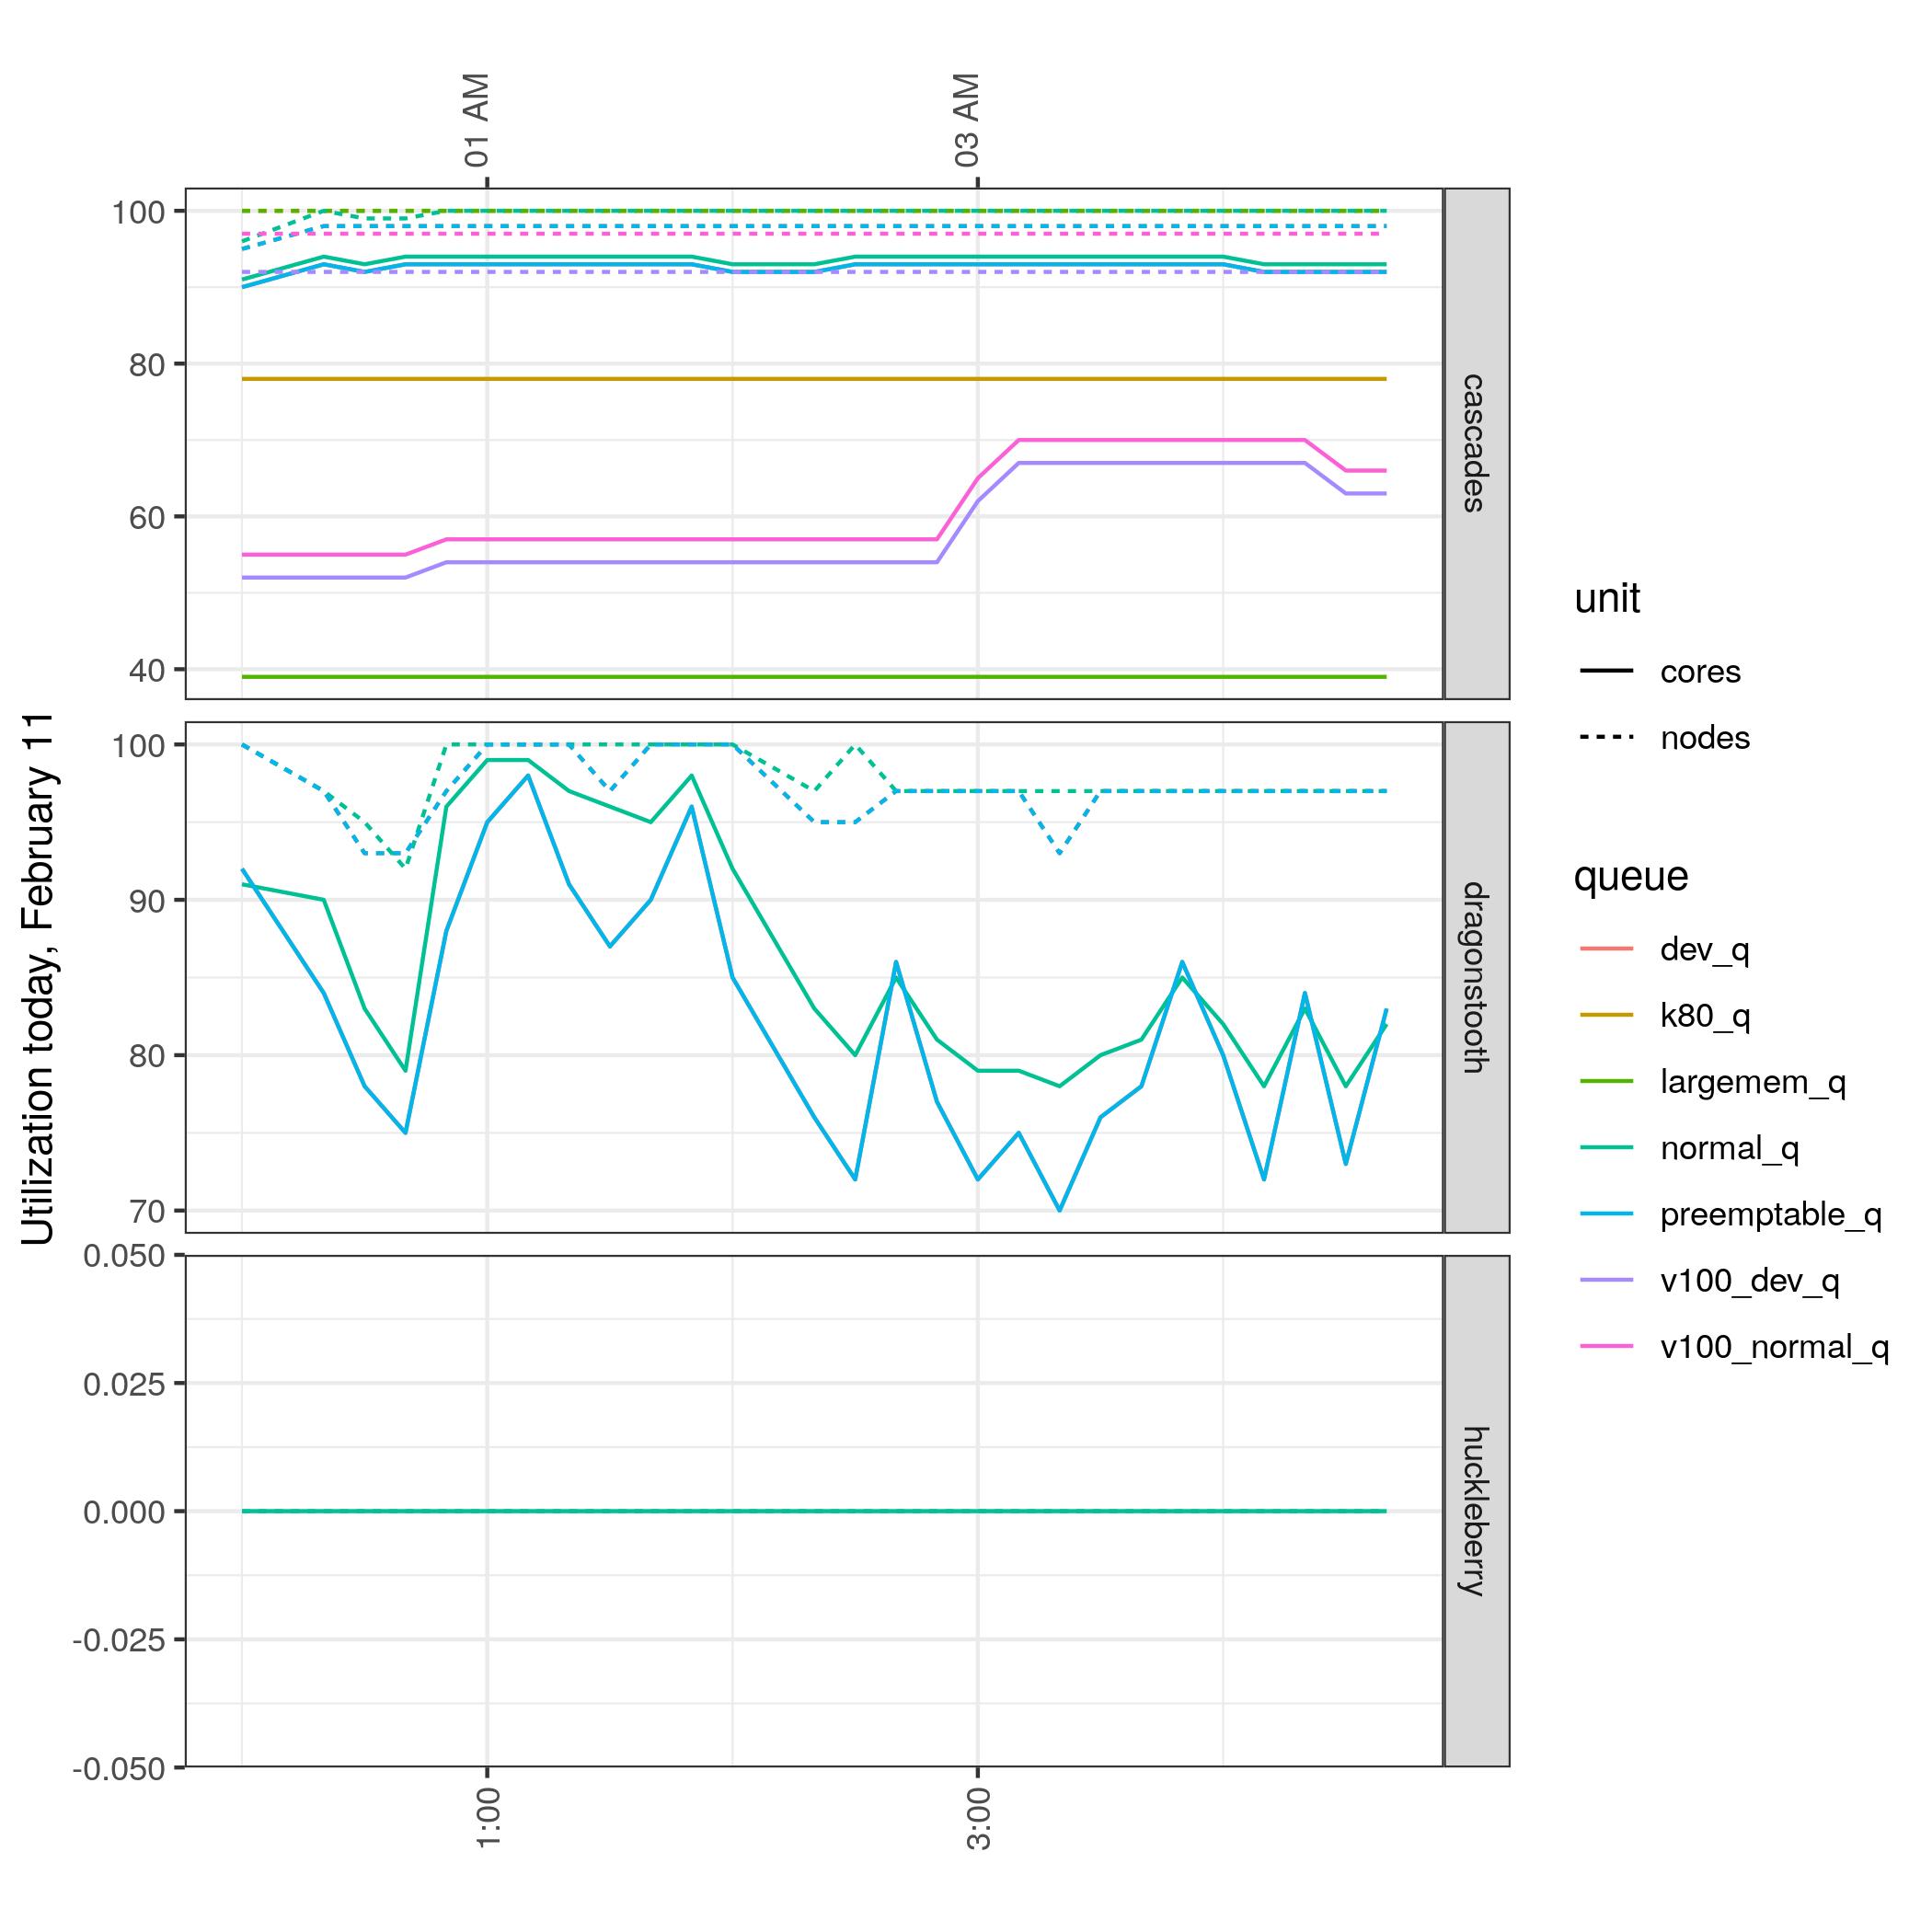 01 AM
03 AM
Utilization today, February 11
100
80
60
40
cascades
100
90
80
70
dragonstooth
0.050
0.025
0.000
-0.025
-0.050
huckleberry
1:00
3:00
unit
cores
nodes
queue
dev_q
k80_q
largemem_q
normal_q
preemptable_q
v100_dev_q
v100_normal_q